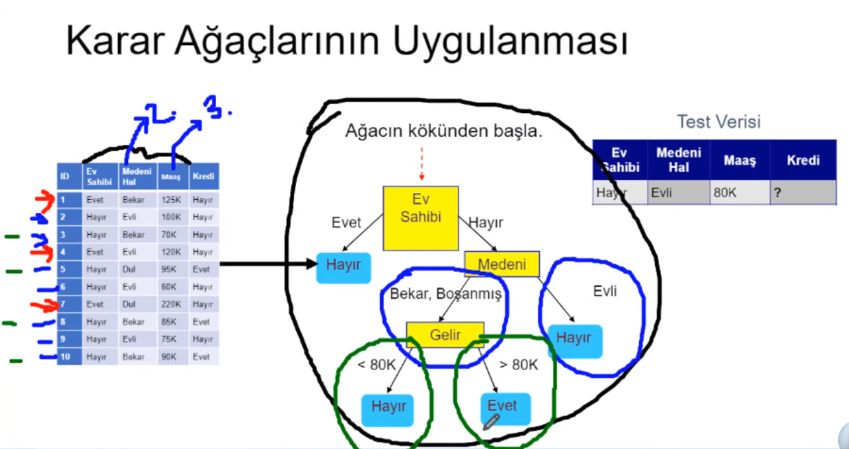 Karar Ağaçlarının Uygulanması
2. 3.
ID Ev Sahibi Medeni Hal Maaş Kredi
1 Evet Bekar 125K Hayır
2 Hayır Evli 100K Hayır
3 Hayır Bekar 70K Hayır
4 Evet Evli 120K Hayır
5 Hayır Dul 95K Evet
6 Hayır Evli 60K Hayır
7 Evet Dul 220K Hayır
8 Hayır Bekar 85K Evet
9 Hayır Evli 75K Hayır
10 Hayır Bekar 90K Evet
Ağacın kökünden başla.
Ev
Sahibi
Evet Hayır
Hayır Medeni
Bekar, Boşanmış Evli
Gelir Hayır
< 80K > 80K
Hayır Evet
Test Verisi
Ev Sahibi Medeni Hal Maaş Kredi
Hayır Evli 80K ?